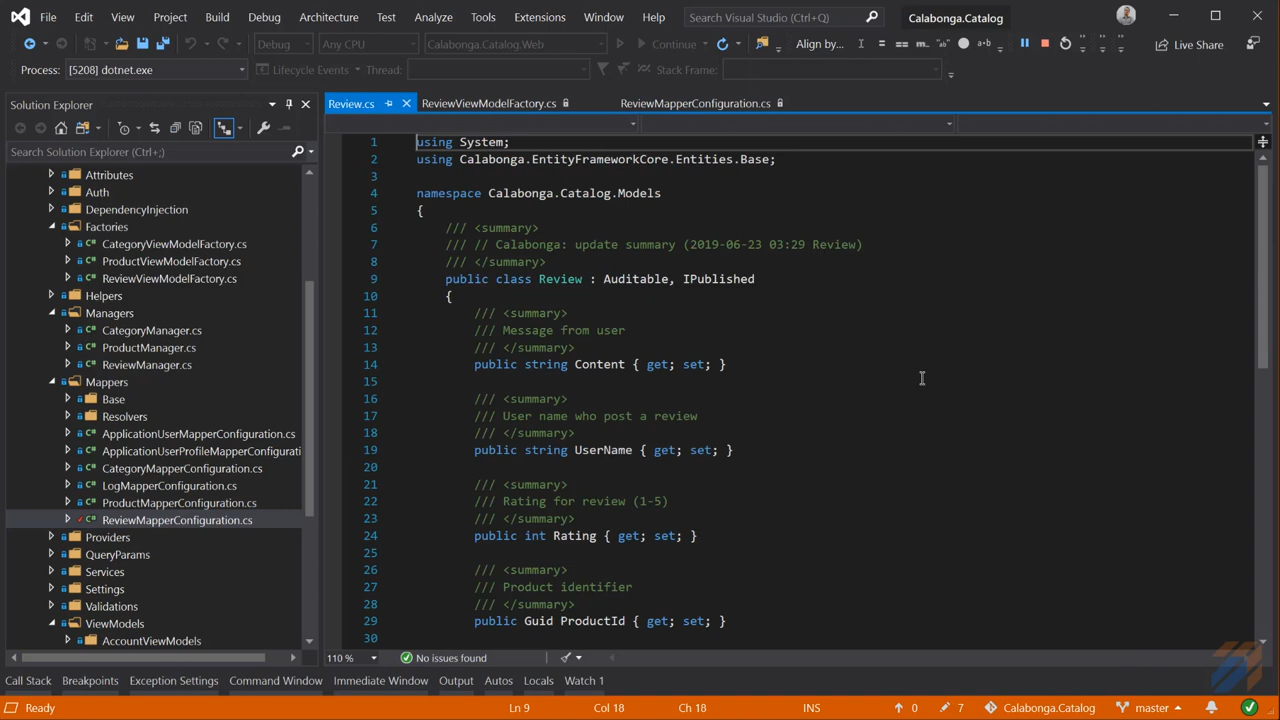 File Edit View Project Build Debug Architecture Test Analyze Tools Extensions Window Help Search Visual Studio (Ctrl+Q) Calabonga.Catalog
Debug Any CPU Calabonga.Catalog.Web Continue Align by... Live Share
Process: [5208] dotnet.exe Lifecycle Events Thread: Stack Frame:
Solution Explorer
Search Solution Explorer (Ctrl+;)
Attributes
Auth
DependencyInjection
Factories
C# CategoryViewModelFactory.cs
C# ProductViewModelFactory.cs
C# ReviewViewModelFactory.cs
Helpers
Managers
C# CategoryManager.cs
C# ProductManager.cs
C# ReviewManager.cs
Mappers
Base
Resolvers
C# ApplicationUserMapperConfiguration.cs
C# ApplicationUserProfileMapperConfigurati
C# CategoryMapperConfiguration.cs
C# LogMapperConfiguration.cs
C# ProductMapperConfiguration.cs
C# ReviewMapperConfiguration.cs
Providers
QueryParams
Services
Settings
Validations
ViewModels
AccountViewModels
Review.cs ReviewViewModelFactory.cs ReviewMapperConfiguration.cs
1 using System;
2 using Calabonga.EntityFrameworkCore.Entities.Base;
3
4 namespace Calabonga.Catalog.Models
5 {
6 /// <summary>
7 /// // Calabonga: update summary (2019-06-23 03:29 Review)
8 /// </summary>
9 public class Review : Auditable, IPublished
10 {
11 /// <summary>
12 /// Message from user
13 /// </summary>
14 public string Content { get; set; }
15
16 /// <summary>
17 /// User name who post a review
18 /// </summary>
19 public string UserName { get; set; }
20
21 /// <summary>
22 /// Rating for review (1-5)
23 /// </summary>
24 public int Rating { get; set; }
25
26 /// <summary>
27 /// Product identifier
28 /// </summary>
29 public Guid ProductId { get; set; }
30
110 % No issues found
Call Stack Breakpoints Exception Settings Command Window Immediate Window Output Autos Locals Watch 1
Ready Ln 9 Col 18 Ch 18 INS 0 7 Calabonga.Catalog master